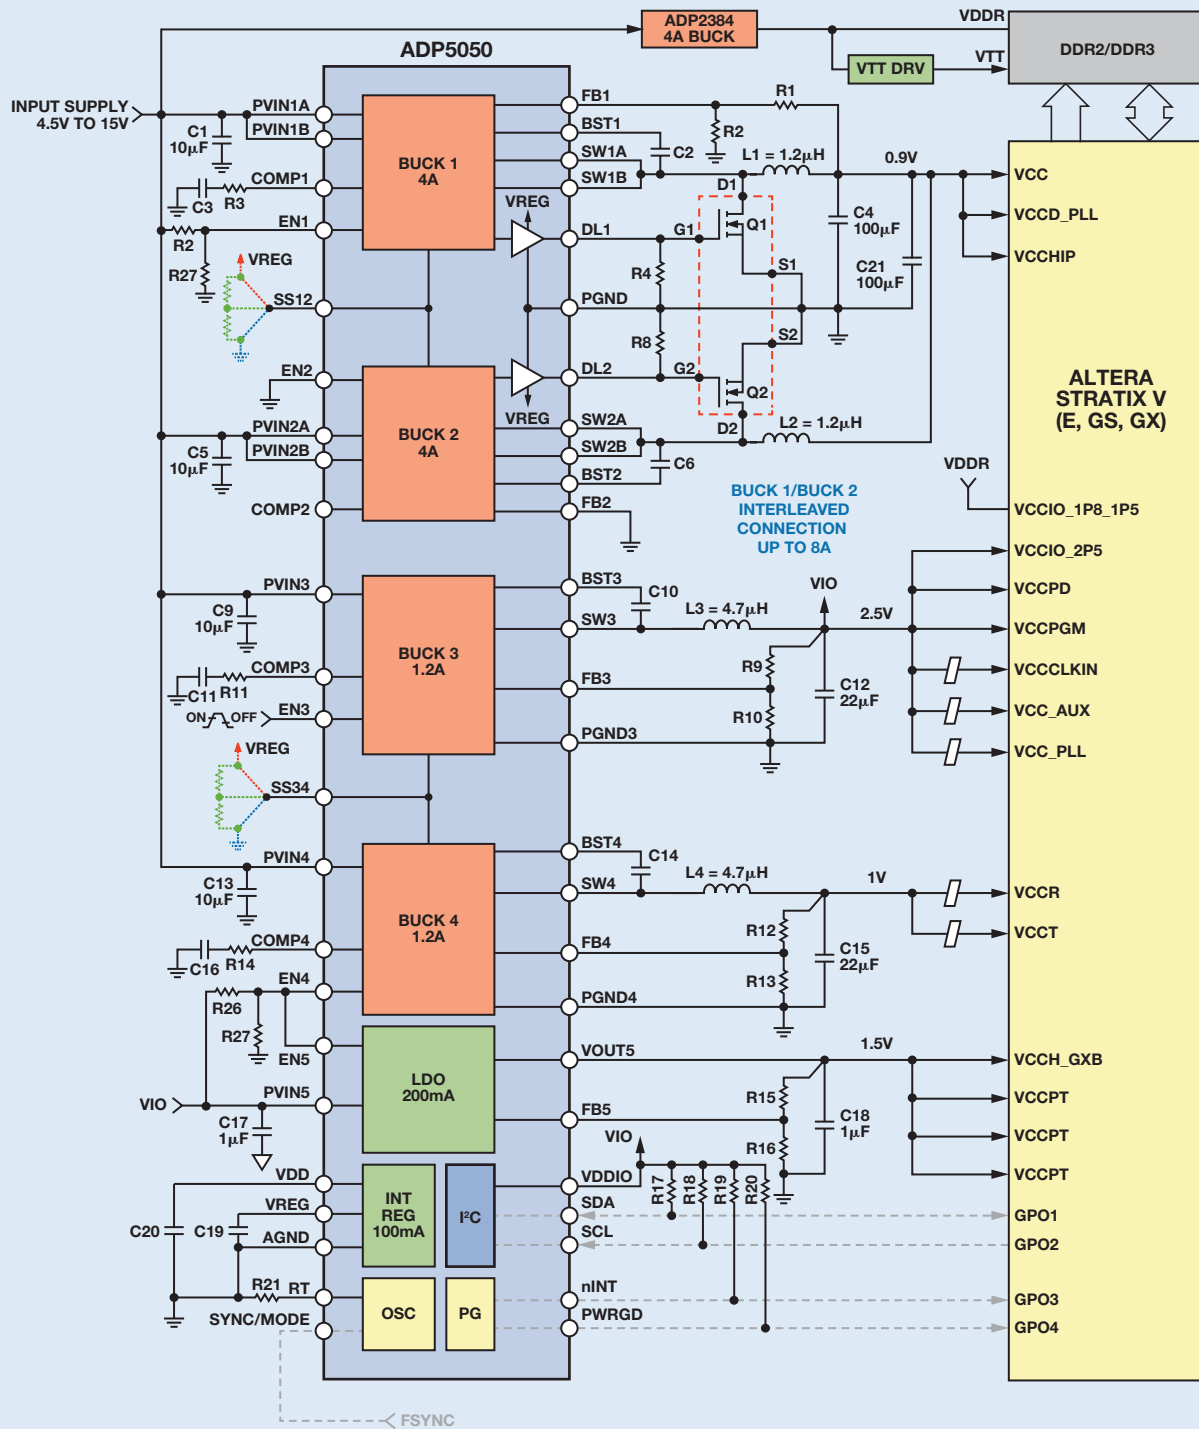 VDDR
ADP2384
4A BUCK
DDR2/DDR3
VTT
VTT DRV
ADP5050
INPUT SUPPLY
4.5V TO 15V
PVIN1A
PVIN1B
C1
10µF
COMP1
C3
R3
EN1
R2
R27
VREG
SS12
EN2
PVIN2A
PVIN2B
C5
10µF
COMP2
PVIN3
C9
10µF
COMP3
C11
R11
ON
OFF
EN3
VREG
SS34
PVIN4
C13
10µF
COMP4
C16
R14
EN4
R26
R27
EN5
PVIN5
VIO
C17
1µF
VDD
VREG
C20
C19
AGND
R21
RT
SYNC/MODE
FSYNC
BUCK 1
4A
VREG
BUCK 2
4A
VREG
BUCK 3
1.2A
BUCK 4
1.2A
LDO
200mA
INT
REG
100mA
I²C
OSC
PG
FB1
R1
R2
BST1
C2
SW1A
SW1B
L1 = 1.2µH
0.9V
D1
DL1
G1
Q1
C4
100µF
C21
100µF
R4
S1
PGND
R8
S2
DL2
G2
Q2
D2
SW2A
SW2B
L2 = 1.2µH
C6
BST2
FB2
BUCK 1/BUCK 2
INTERLEAVED
CONNECTION
UP TO 8A
BST3
C10
SW3
L3 = 4.7µH
VIO
2.5V
R9
FB3
R10
C12
22µF
PGND3
BST4
C14
SW4
L4 = 4.7µH
1V
R12
FB4
R13
C15
22µF
PGND4
VOUT5
1.5V
R15
FB5
R16
C18
1µF
VIO
VDDIO
R17
R18
R19
R20
SDA
SCL
nINT
PWRGD
VCC
VCCD_PLL
VCCHIP
ALTERA
STRATIX V
(E, GS, GX)
VDDR
VCCIO_1P8_1P5
VCCIO_2P5
VCCPD
VCCPGM
VCCCLKIN
VCC_AUX
VCC_PLL
VCCR
VCCT
VCCH_GXB
VCCPT
VCCPT
VCCPT
GPO1
GPO2
GPO3
GPO4